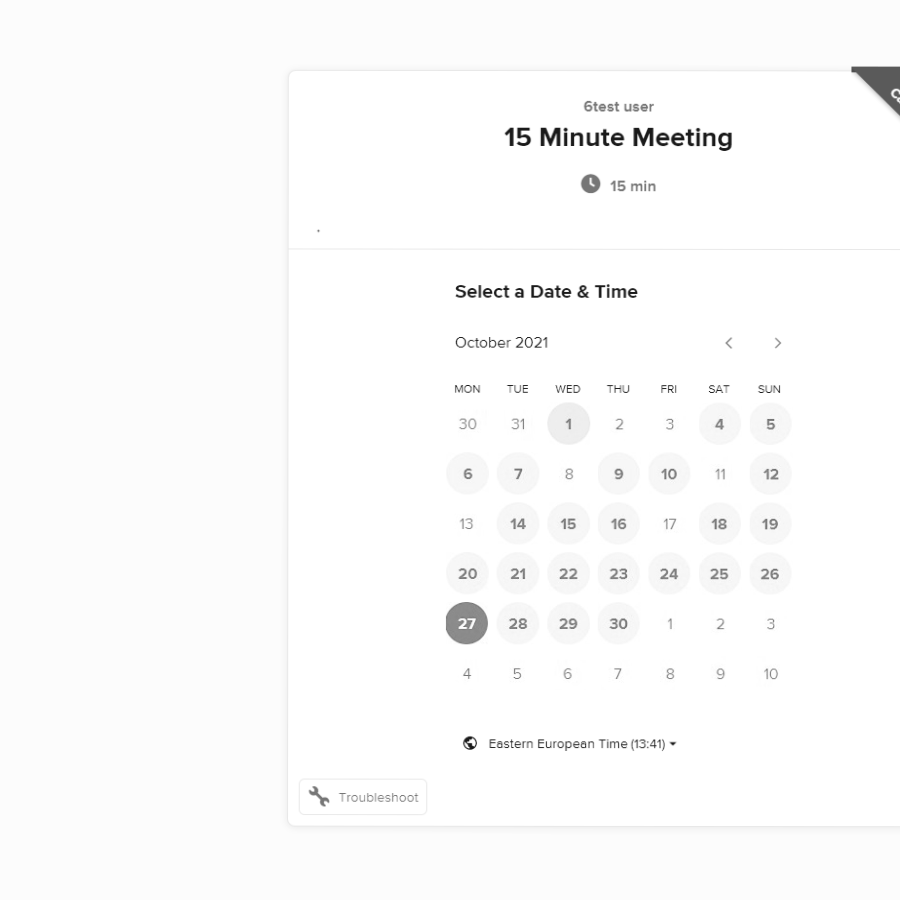 6test user
15 Minute Meeting
15 min
.
Select a Date & Time
October 2021
MON TUE WED THU FRI SAT SUN
30 31 1 2 3 4 5
6 7 8 9 10 11 12
13 14 15 16 17 18 19
20 21 22 23 24 25 26
27 28 29 30 1 2 3
4 5 6 7 8 9 10
Eastern European Time (13:41)
Troubleshoot